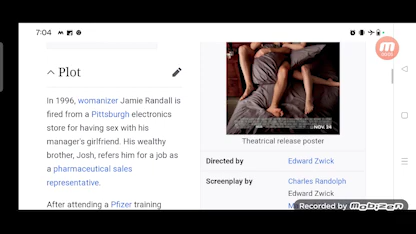 7:04
Plot
In 1996, womanizer Jamie Randall is
fired from a Pittsburgh electronics
store for having sex with his
manager's girlfriend. His wealthy
brother, Josh, refers him for a job as
a pharmaceutical sales
representative.
After attending a Pfizer training
NOV. 24
Theatrical release poster
Directed by Edward Zwick
Screenplay by Charles Randolph
Edward Zwick
Recorded by mobizen